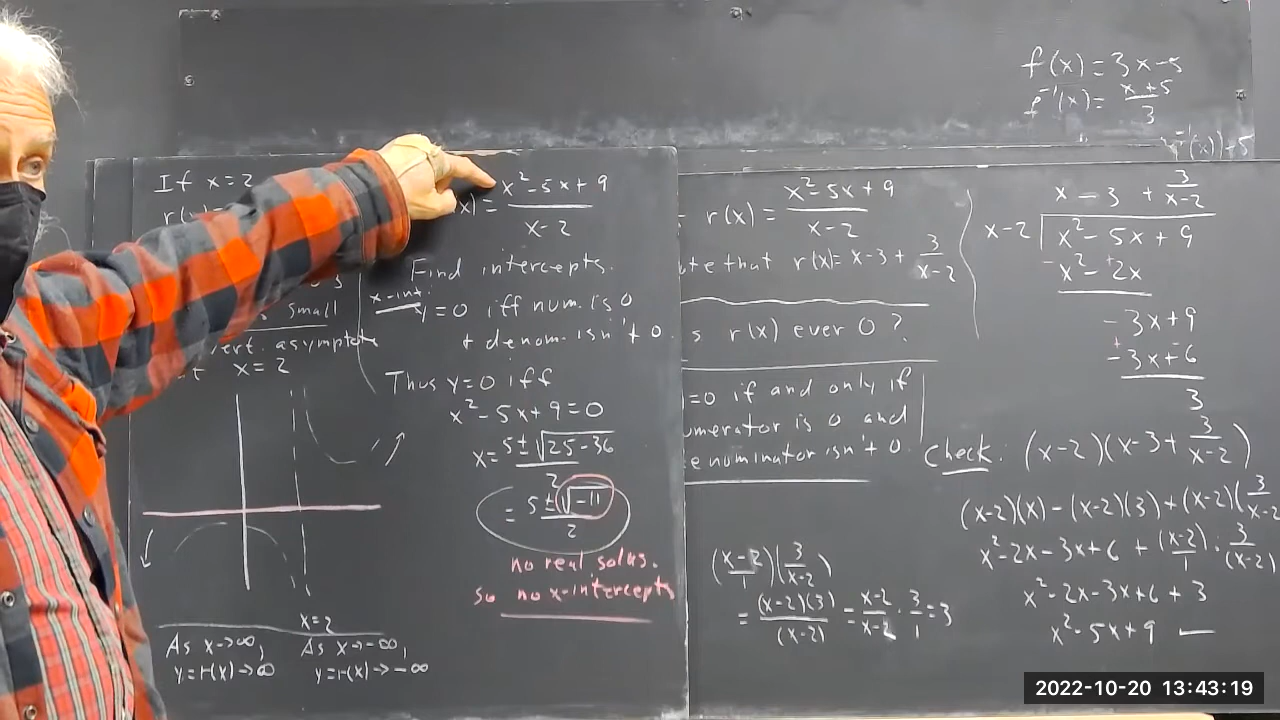 f(x) = 3x-5
f⁻¹(x) = (x+5)/3
If x=2
x) = (x²-5x+9)/(x-2)
small
vert. asymptote
x=2
Find intercepts.
x-int: y=0 iff num. is 0
+ denom. isn't 0.
Thus y=0 iff
x²-5x+9=0
x = (5±√(25-36))/2
= (5±√(-11))/2
no real solns.
so no x-intercepts
x=2
As x→∞,
y=r(x)→∞
As x→-∞,
y=r(x)→-∞
r(x) = (x²-5x+9)/(x-2)
that r(x)= x-3+ 3/(x-2)
r(x) ever 0?
=0 if and only if
is 0 and
isn't 0.
((x-2)/1)(3/(x-2))
= ((x-2)(3))/(x-2) = (x-2)/(x-2) · 3/1 = 3
x - 3 + 3/(x-2)
x-2 | x² - 5x + 9
x² - 2x
-3x+9
-3x+6
3
Check: (x-2)(x-3+ 3/(x-2))
(x-2)(x) - (x-2)(3) + (x-2)(3/(x-2
x²-2x-3x+6 + (x-2)/1 · 3/(x-2)
x²-2x-3x+6+3
x²-5x+9
2022-10-20 13:43:19